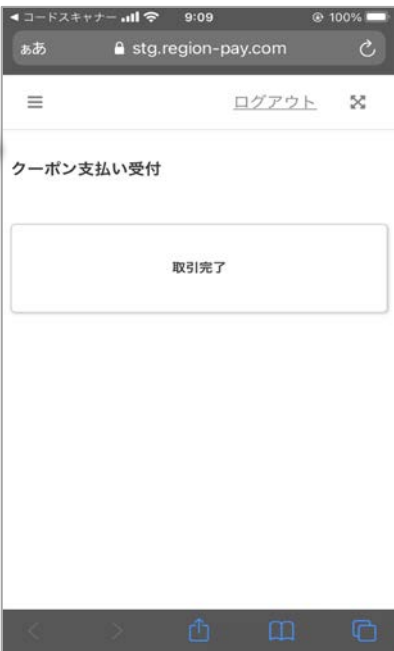 ◀コードスキャナー 9:09 100%
ああ stg.region-pay.com
ログアウト
クーポン支払い受付
取引完了